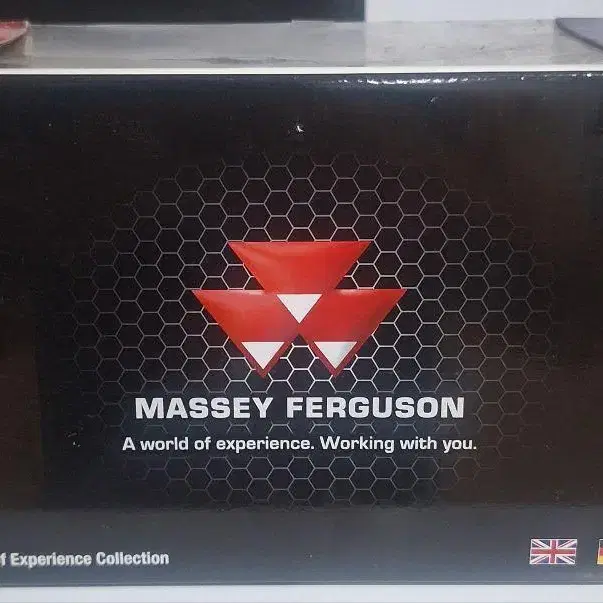 MASSEY FERGUSON
A world of experience. Working with you.
f Experience Collection